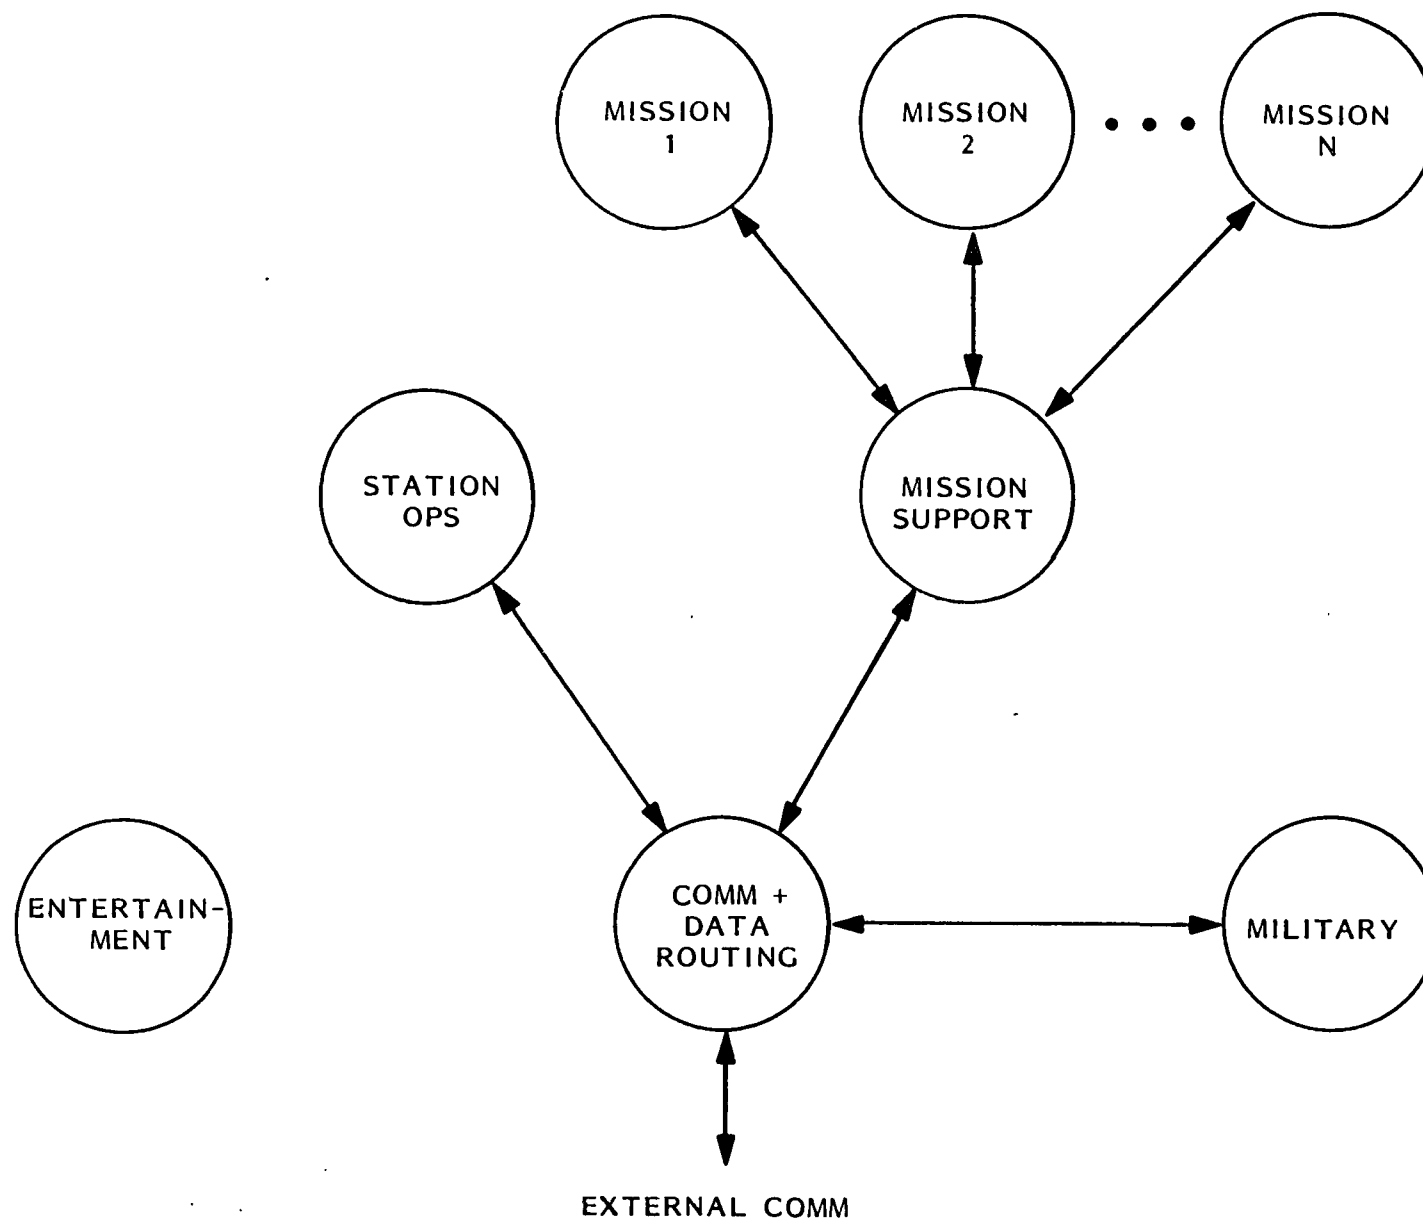 MISSION
1
MISSION
2
MISSION
N
STATION
OPS
MISSION
SUPPORT
ENTERTAIN-
MENT
COMM +
DATA
ROUTING
MILITARY
EXTERNAL COMM